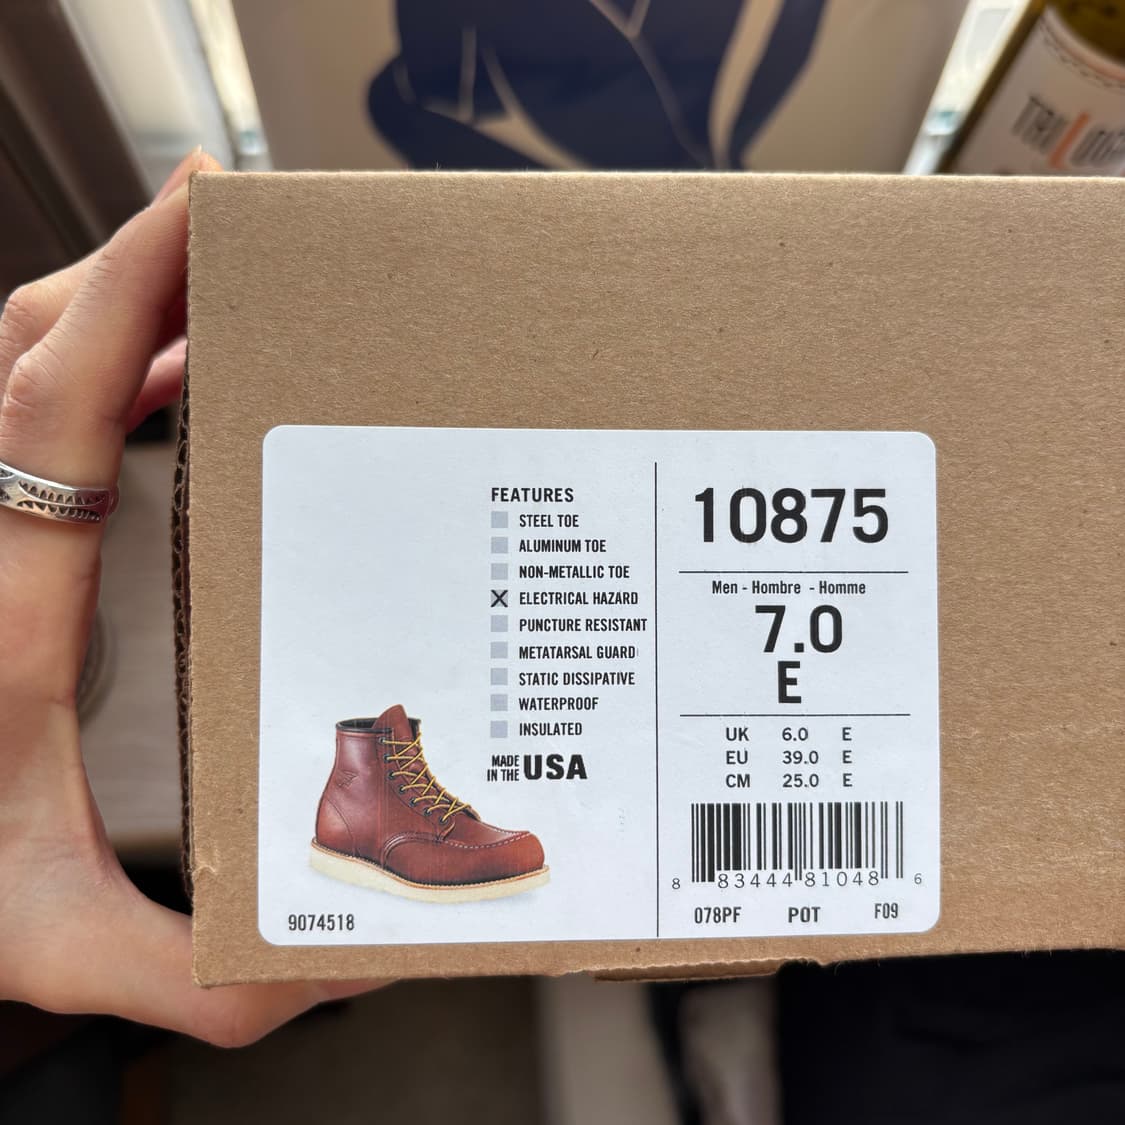 FEATURES
STEEL TOE
ALUMINUM TOE
NON-METALLIC TOE
X ELECTRICAL HAZARD
PUNCTURE RESISTANT
METATARSAL GUARD
STATIC DISSIPATIVE
WATERPROOF
INSULATED
MADE
IN THE USA
9074518
10875
Men - Hombre - Homme
7.0
E
UK 6.0 E
EU 39.0 E
CM 25.0 E
8 83444 81048 6
078PF POT F09